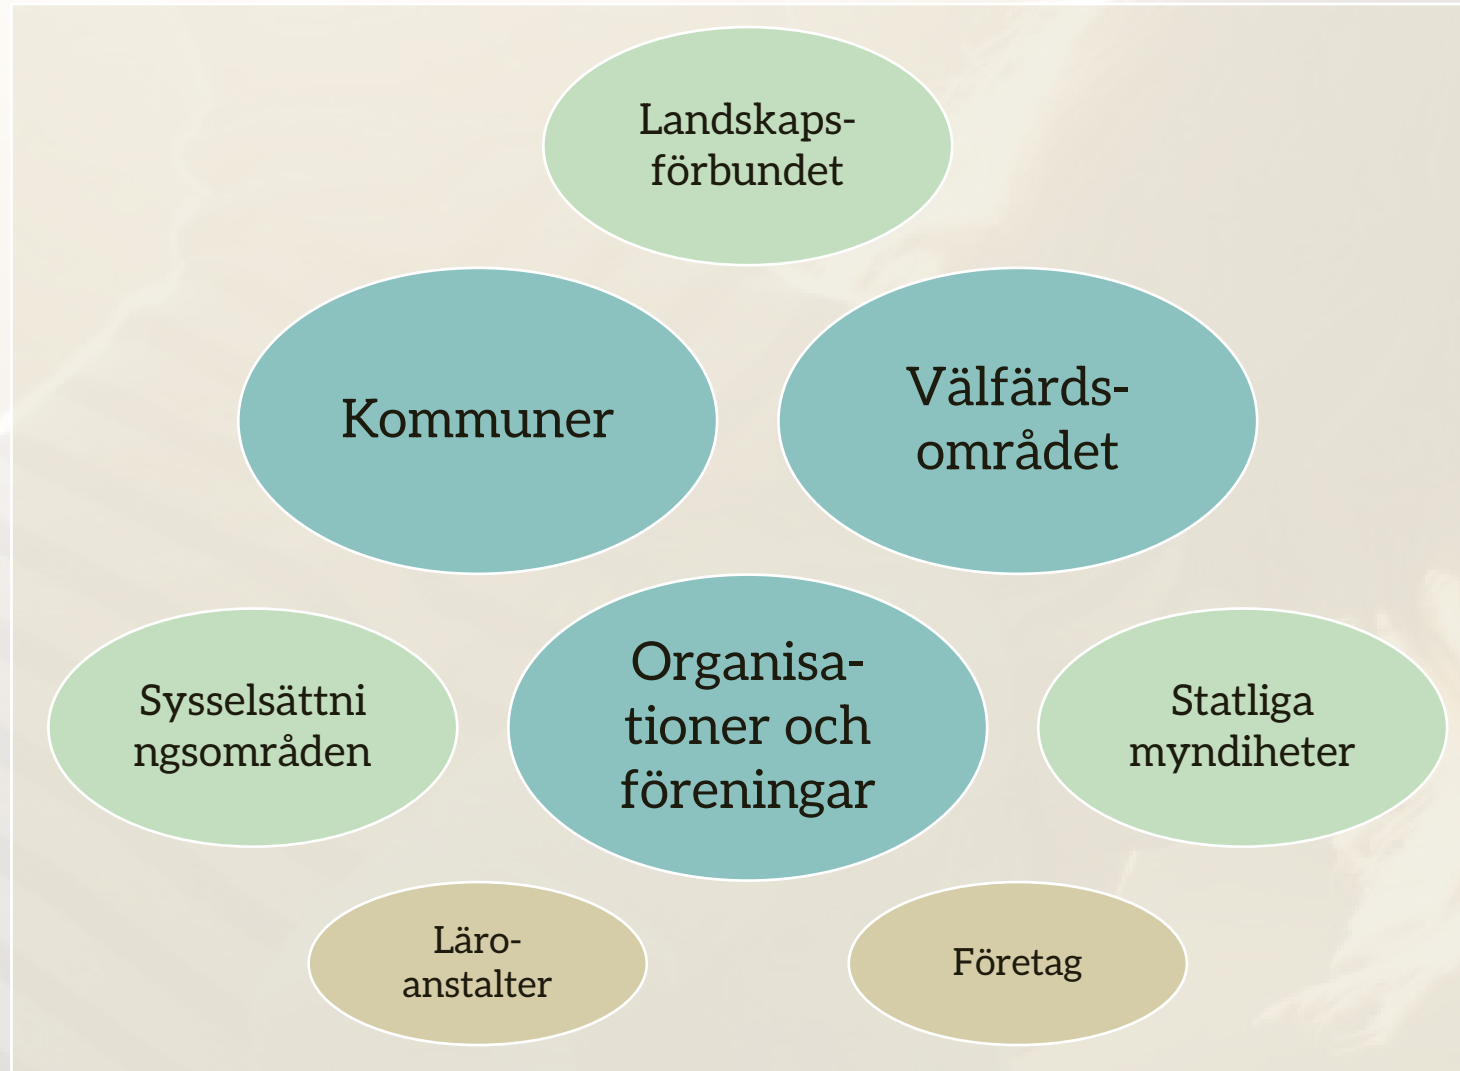 Landskaps-
förbundet
Kommuner
Välfärds-
området
Organisa-
tioner och
föreningar
Sysselsättni
ngsområden
Statliga
myndiheter
Läro-
anstalter
Företag